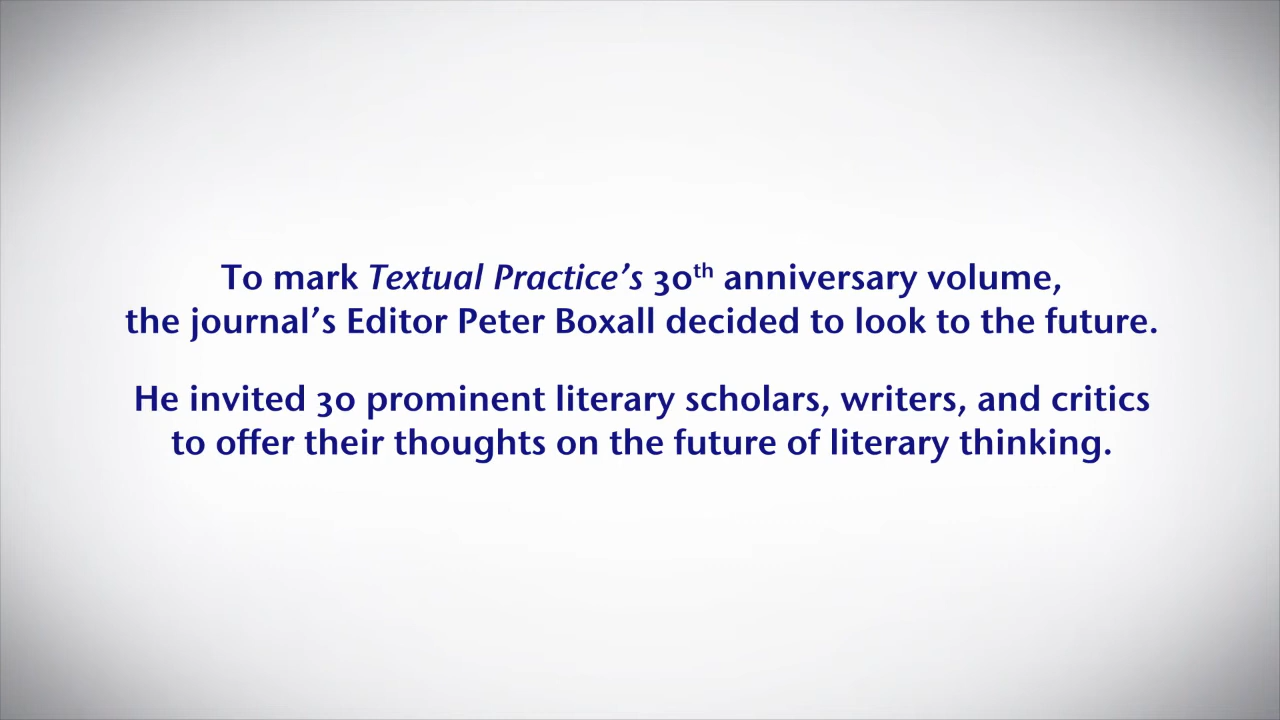 To mark Textual Practice’s 30th anniversary volume,
the journal’s Editor Peter Boxall decided to look to the future.
He invited 30 prominent literary scholars, writers, and critics
to offer their thoughts on the future of literary thinking.